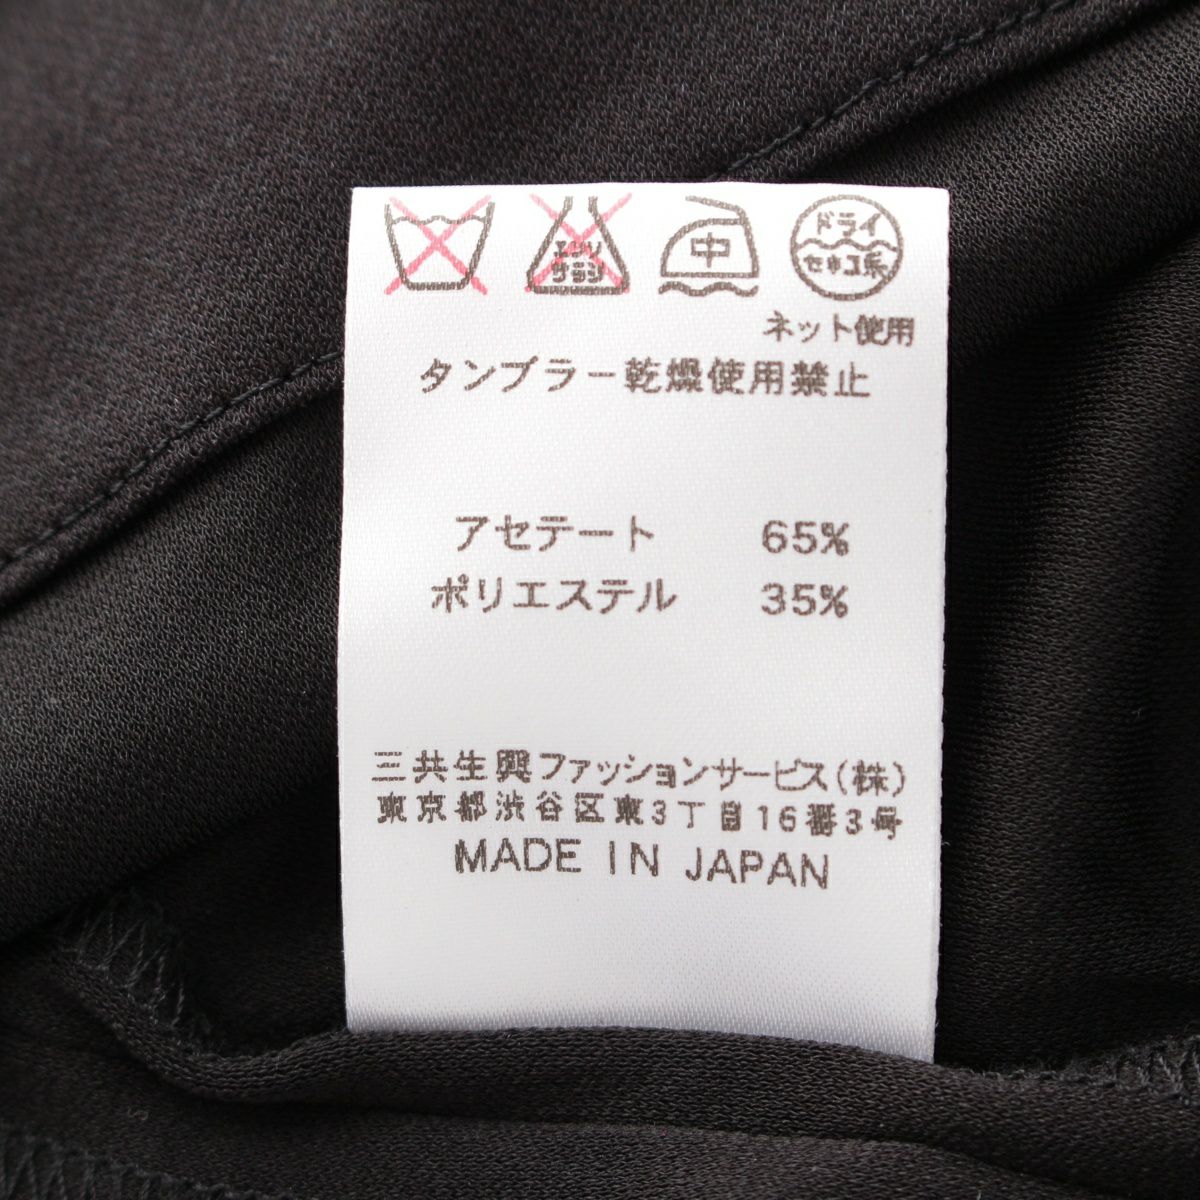 エンソ
サラシ
中
ドライ
セキユ系
ネット使用
タンブラー乾燥使用禁止
アセテート 65%
ポリエステル 35%
三共生興ファッションサービス(株)
東京都渋谷区東3丁目16番3号
MADE IN JAPAN